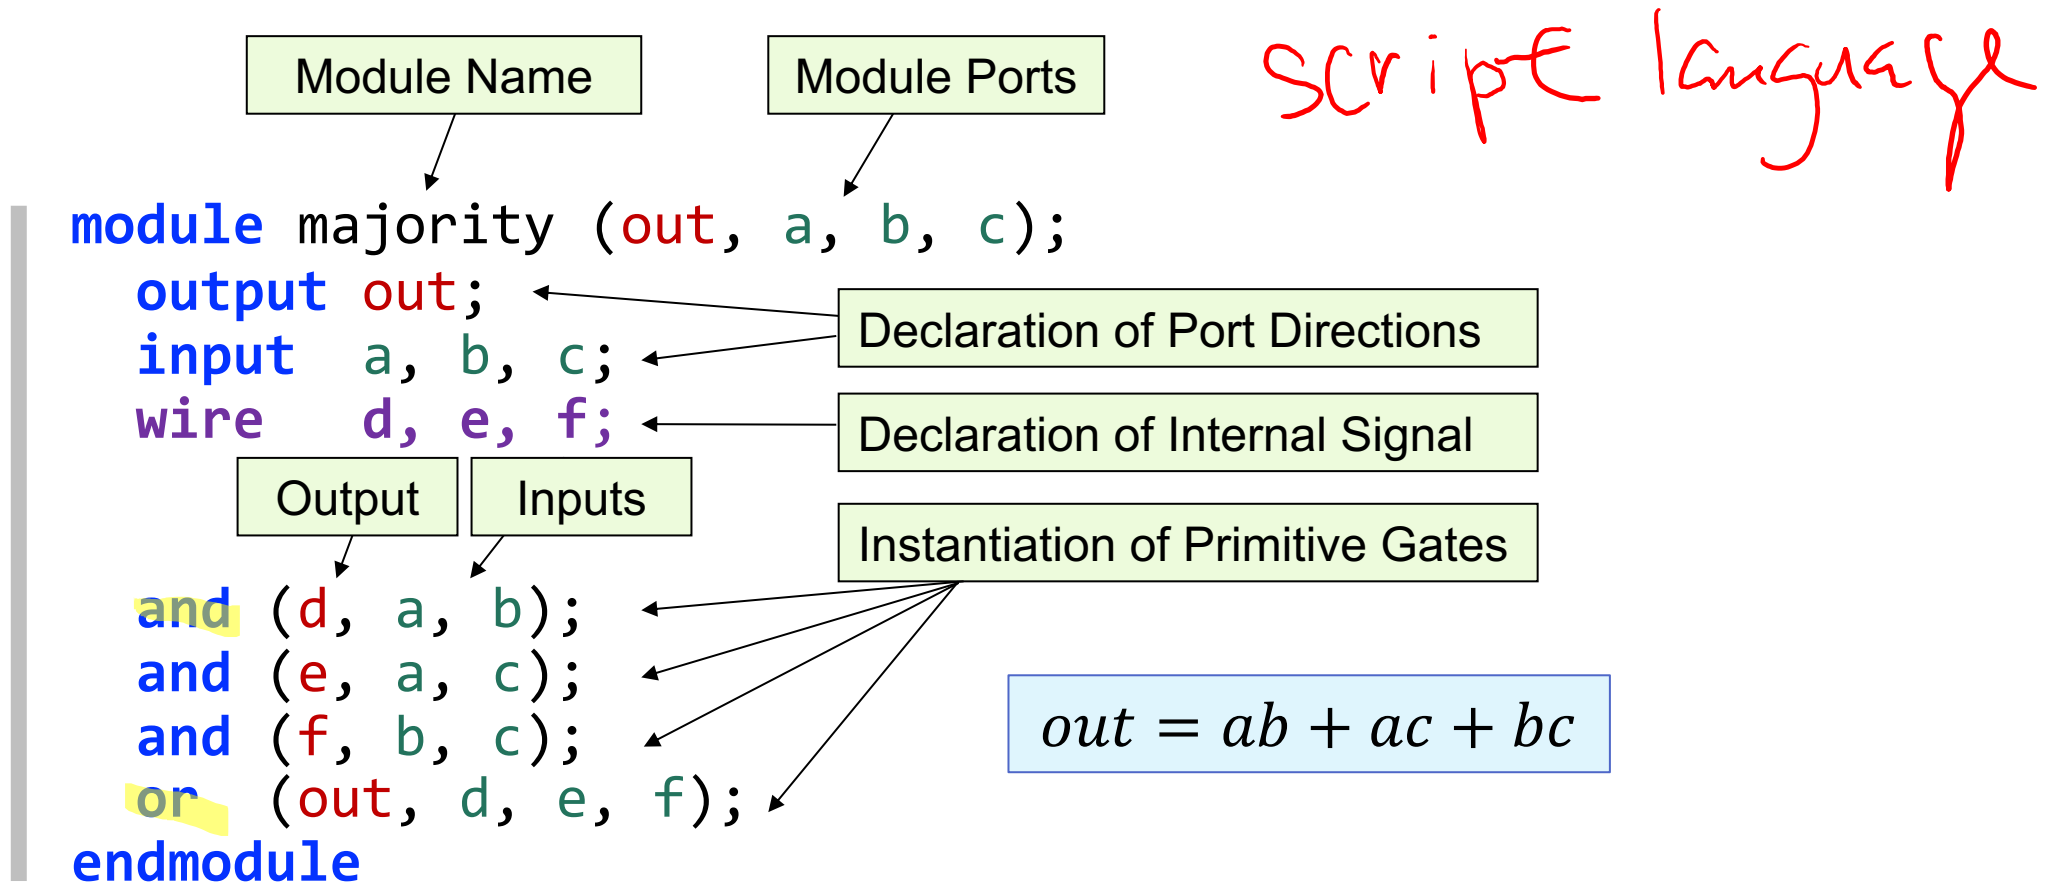 Module Name
Module Ports
script language
module majority (out, a, b, c);
output out;
input a, b, c;
wire d, e, f;
Declaration of Port Directions
Declaration of Internal Signal
Output
Inputs
Instantiation of Primitive Gates
and (d, a, b);
and (e, a, c);
and (f, b, c);
or (out, d, e, f);
endmodule
out = ab + ac + bc